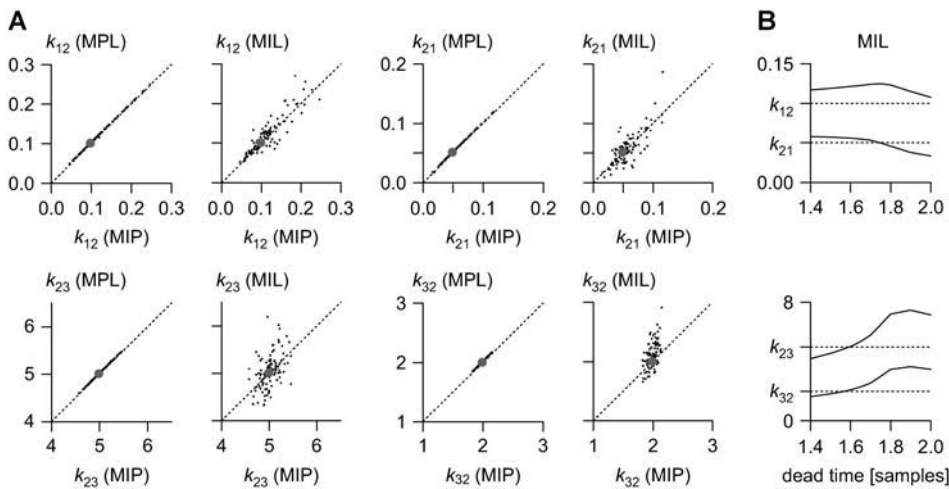 A
B
k12 (MPL)
k12 (MIL)
k21 (MPL)
k21 (MIL)
MIL
0.3
0.2
0.1
0.0
0.0 0.1 0.2 0.3
k12 (MIP)
0.0 0.1 0.2 0.3
k12 (MIP)
0.2
0.1
0.0
0.0 0.1 0.2
k21 (MIP)
0.0 0.1 0.2
k21 (MIP)
0.15
k12
k21
0.00
1.4 1.6 1.8 2.0
k23 (MPL)
k23 (MIL)
k32 (MPL)
k32 (MIL)
6
5
4
4 5 6
k23 (MIP)
4 5 6
k23 (MIP)
3
2
1
1 2 3
k32 (MIP)
1 2 3
k32 (MIP)
8
k23
k32
0
1.4 1.6 1.8 2.0
dead time [samples]